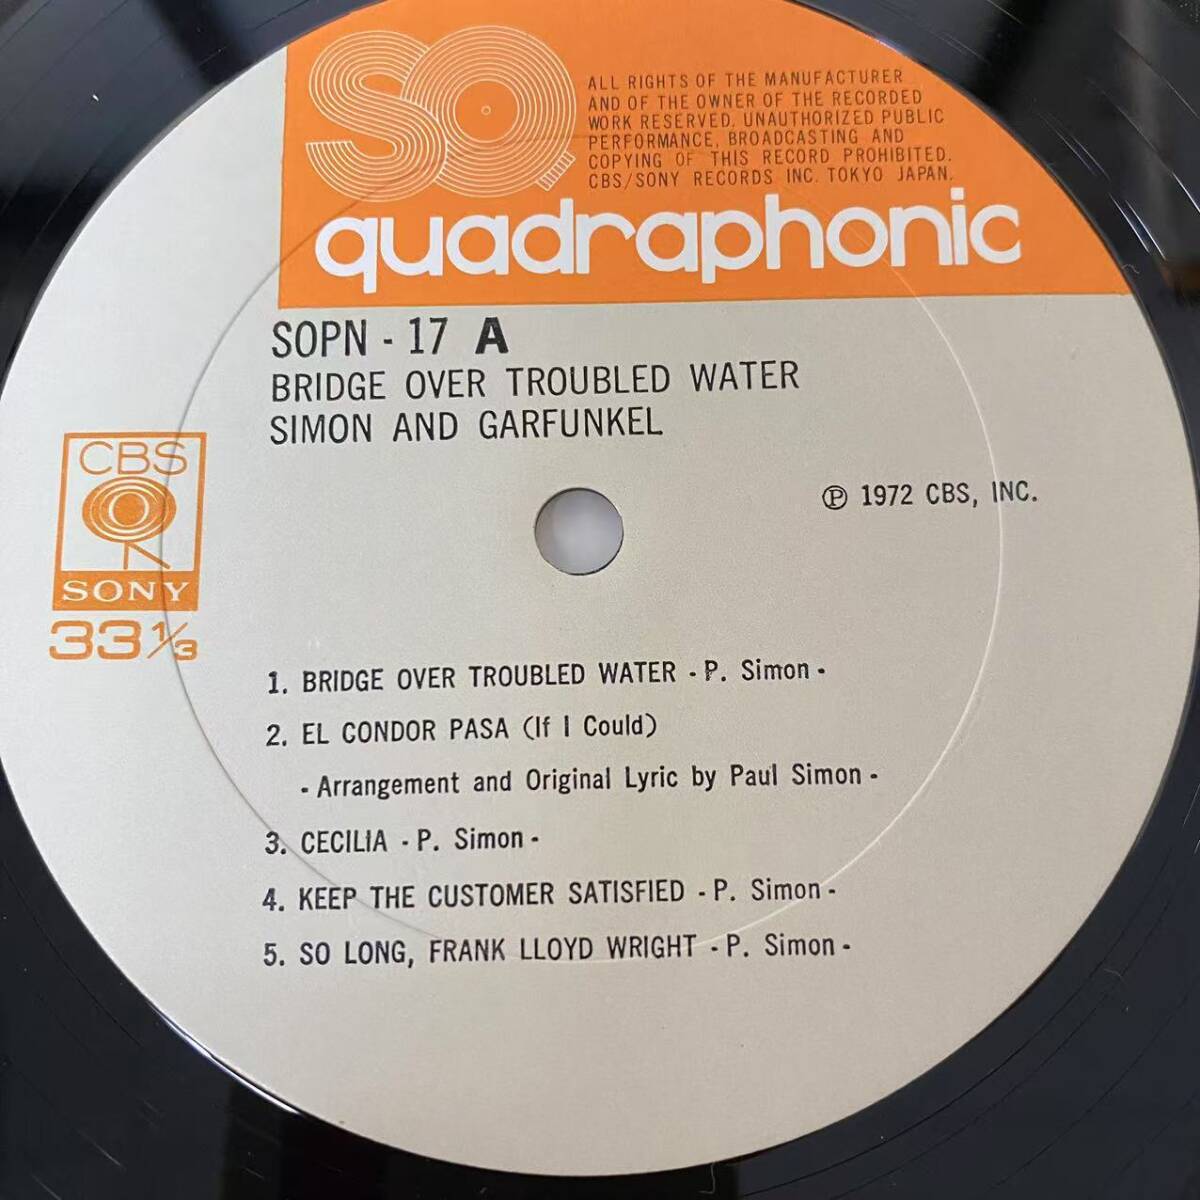 SQ
ALL RIGHTS OF THE MANUFACTURER
AND OF THE OWNER OF THE RECORDED
WORK RESERVED. UNAUTHORIZED PUBLIC
PERFORMANCE, BROADCASTING AND
COPYING OF THIS RECORD PROHIBITED.
CBS/SONY RECORDS INC. TOKYO JAPAN.
quadraphonic
SOPN - 17 A
BRIDGE OVER TROUBLED WATER
SIMON AND GARFUNKEL
CBS
SONY
33 1/3
Ⓟ 1972 CBS, INC.
1. BRIDGE OVER TROUBLED WATER - P. Simon -
2. EL CONDOR PASA (If I Could)
- Arrangement and Original Lyric by Paul Simon -
3. CECILIA - P. Simon -
4. KEEP THE CUSTOMER SATISFIED - P. Simon -
5. SO LONG, FRANK LLOYD WRIGHT - P. Simon -